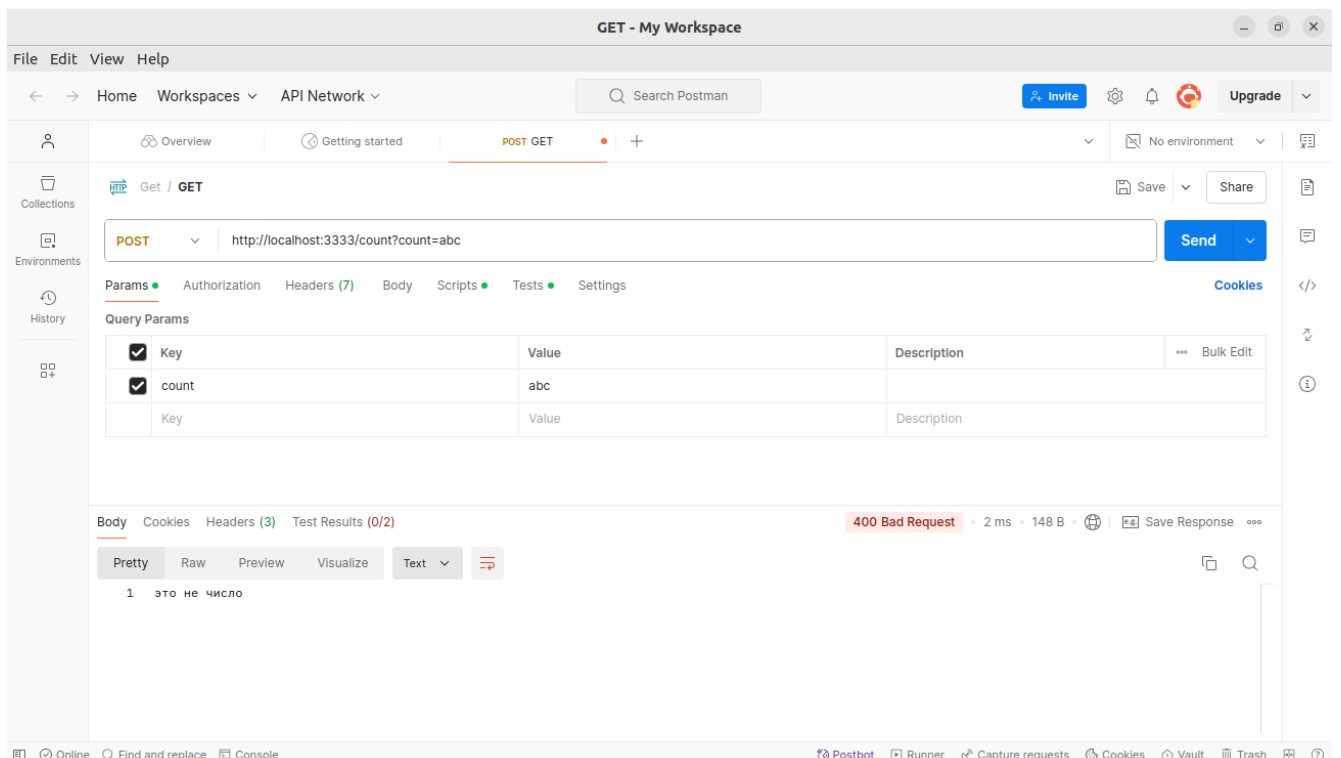 GET - My Workspace
File Edit View Help
Home Workspaces API Network Search Postman Invite Upgrade
Overview Getting started POST GET No environment
HTTP Get / GET Save Share
Collections
POST http://localhost:3333/count?count=abc Send
Environments
Params Authorization Headers (7) Body Scripts Tests Settings Cookies
History
Query Params
Key Value Description Bulk Edit
count abc
Key Value Description
Body Cookies Headers (3) Test Results (0/2) 400 Bad Request 2 ms 148 B e.g. Save Response
Pretty Raw Preview Visualize Text
1 это не число
Online Find and replace Console Postbot Runner Capture requests Cookies Vault Trash